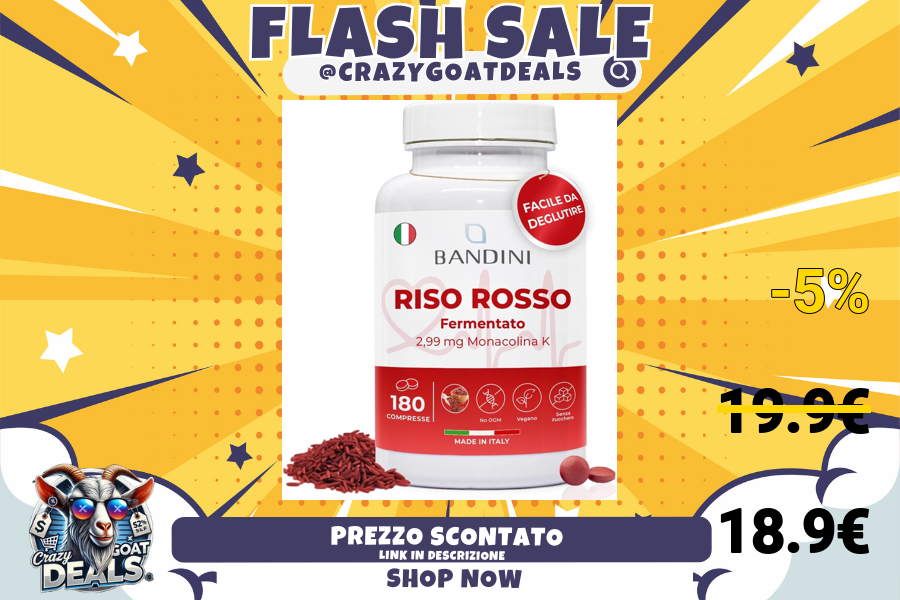 FLASH SALE
@CRAZYGOATDEALS
FACILE DA
DEGLUTIRE
BANDINI
RISO ROSSO
Fermentato
2,99 mg Monacolina K
180
COMPRESSE
No OGM
Vegano
Senza
zucchero
MADE IN ITALY
-5%
19.9€
18.9€
$
Crazy
GOAT
DEALS
PREZZO SCONTATO
LINK IN DESCRIZIONE
SHOP NOW